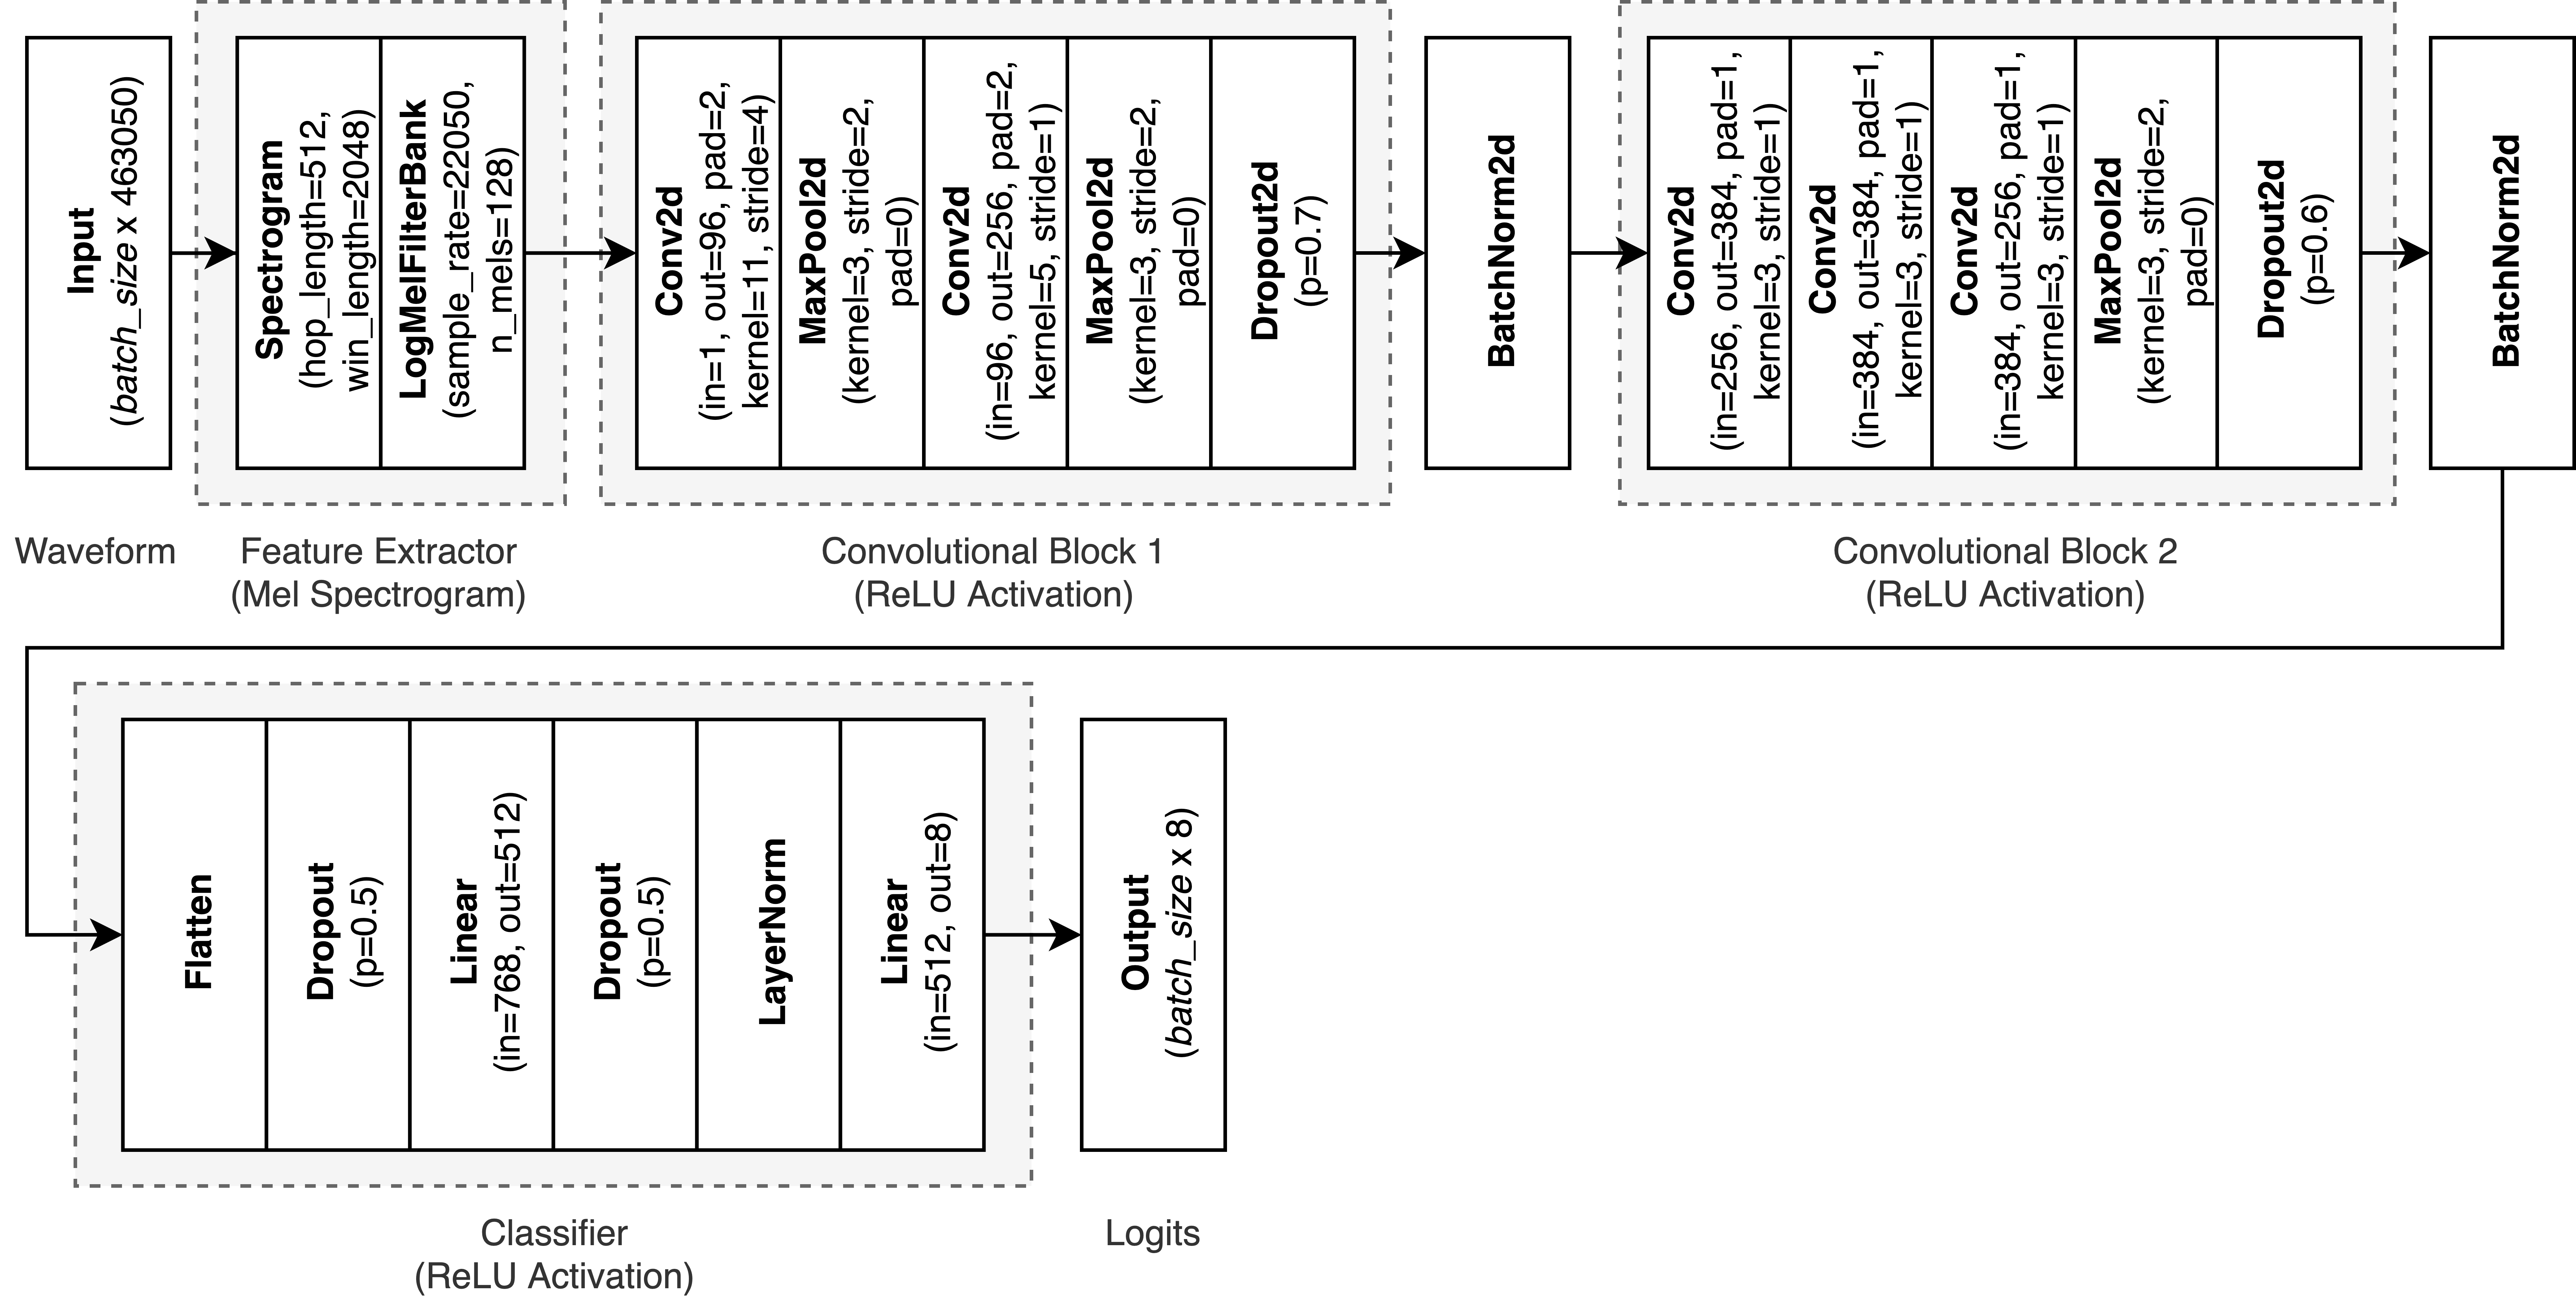 Input
(batch_size x 463050)
Spectrogram
(hop_length=512,
win_length=2048)
LogMelFilterBank
(sample_rate=22050,
n_mels=128)
Conv2d
(in=1, out=96, pad=2,
kernel=11, stride=4)
MaxPool2d
(kernel=3, stride=2,
pad=0)
Conv2d
(in=96, out=256, pad=2,
kernel=5, stride=1)
MaxPool2d
(kernel=3, stride=2,
pad=0)
Dropout2d
(p=0.7)
BatchNorm2d
Conv2d
(in=256, out=384, pad=1,
kernel=3, stride=1)
Conv2d
(in=384, out=384, pad=1,
kernel=3, stride=1)
Conv2d
(in=384, out=256, pad=1,
kernel=3, stride=1)
MaxPool2d
(kernel=3, stride=2,
pad=0)
Dropout2d
(p=0.6)
BatchNorm2d
Waveform
Feature Extractor
(Mel Spectrogram)
Convolutional Block 1
(ReLU Activation)
Convolutional Block 2
(ReLU Activation)
Flatten
Dropout
(p=0.5)
Linear
(in=768, out=512)
Dropout
(p=0.5)
LayerNorm
Linear
(in=512, out=8)
Output
(batch_size x 8)
Classifier
(ReLU Activation)
Logits